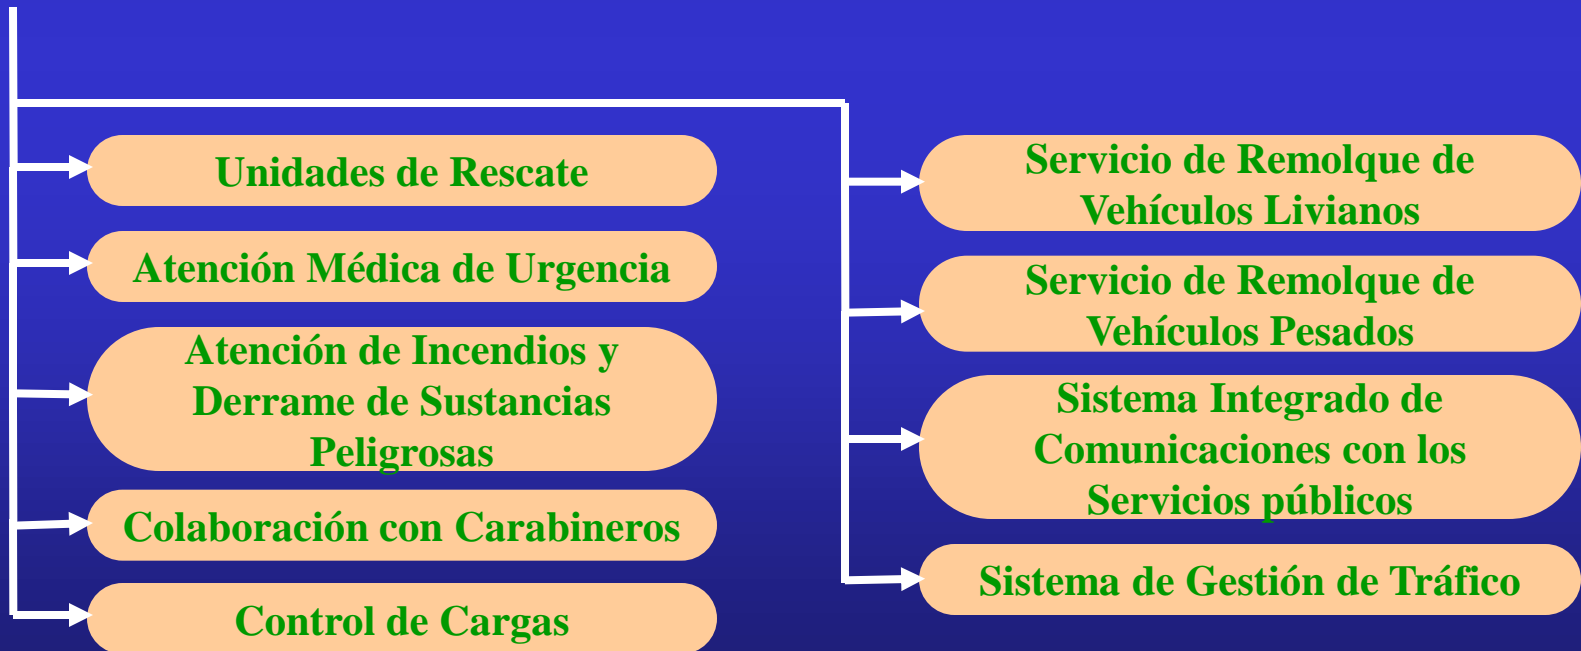 Unidades de Rescate
Atención Médica de Urgencia
Atención de Incendios y
Derrame de Sustancias
Peligrosas
Colaboración con Carabineros
Control de Cargas
Servicio de Remolque de
Vehículos Livianos
Servicio de Remolque de
Vehículos Pesados
Sistema Integrado de
Comunicaciones con los
Servicios públicos
Sistema de Gestión de Tráfico